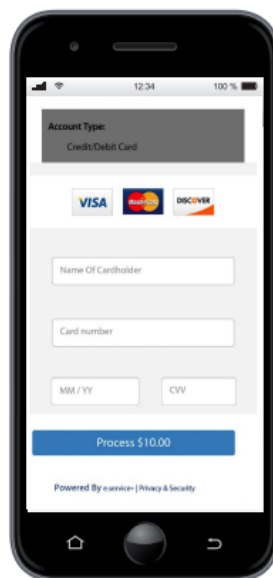 12:34 100 %
Account Type:
Credit/Debit Card
VISA MasterCard DISCOVER
Name Of Cardholder
Card number
MM / YY CVV
Process $10.00
Powered By e.service+ | Privacy & Security